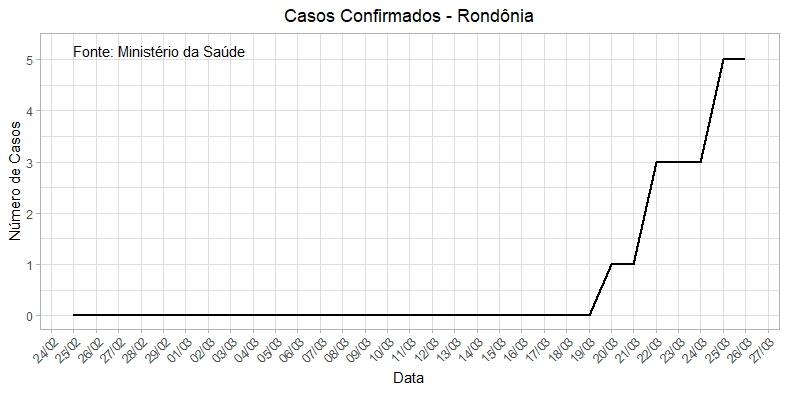 Casos Confirmados - Rondônia
Fonte: Ministério da Saúde
Número de Casos
5
4
3
2
1
0
24/02 25/02 26/02 27/02 28/02 29/02 01/03 02/03 03/03 04/03 05/03 06/03 07/03 08/03 09/03 10/03 11/03 12/03 13/03 14/03 15/03 16/03 17/03 18/03 19/03 20/03 21/03 22/03 23/03 24/03 25/03 26/03 27/03
Data